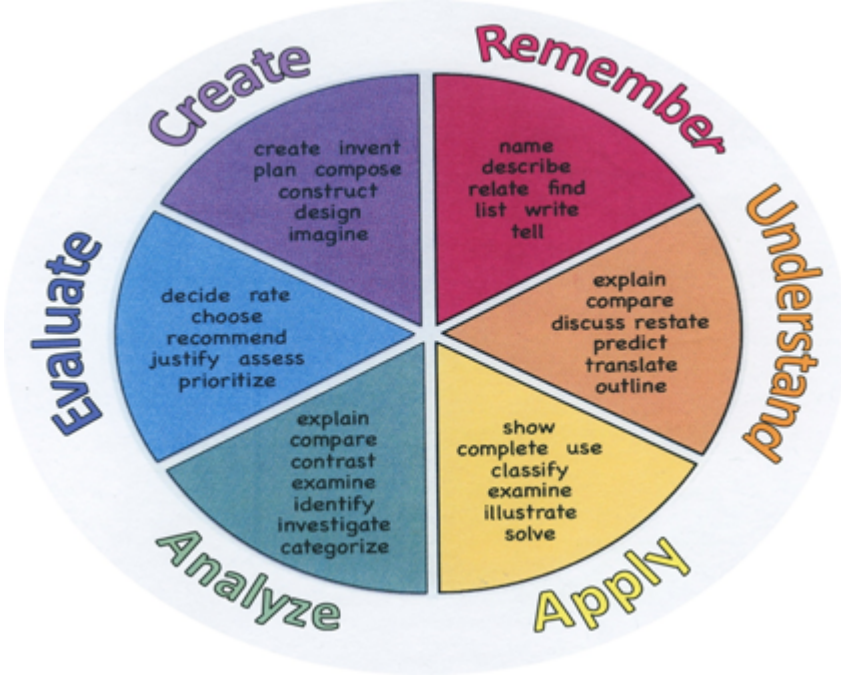 Remember
name
describe
relate find
list write
tell
Understand
explain
compare
discuss restate
predict
translate
outline
Apply
show
complete use
classify
examine
illustrate
solve
Analyze
explain
compare
contrast
examine
identify
investigate
categorize
Evaluate
decide rate
choose
recommend
justify assess
prioritize
Create
create invent
plan compose
construct
design
imagine